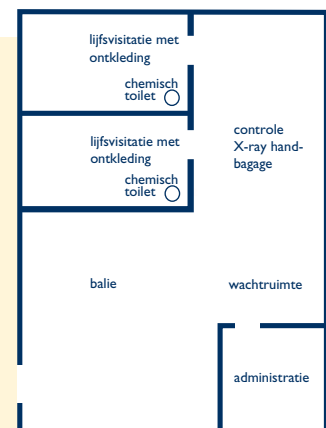 lijfsvisitatie met
ontkleding
chemisch
toilet
lijfsvisitatie met
ontkleding
chemisch
toilet
controle
X-ray hand-
bagage
balie
wachtruimte
administratie